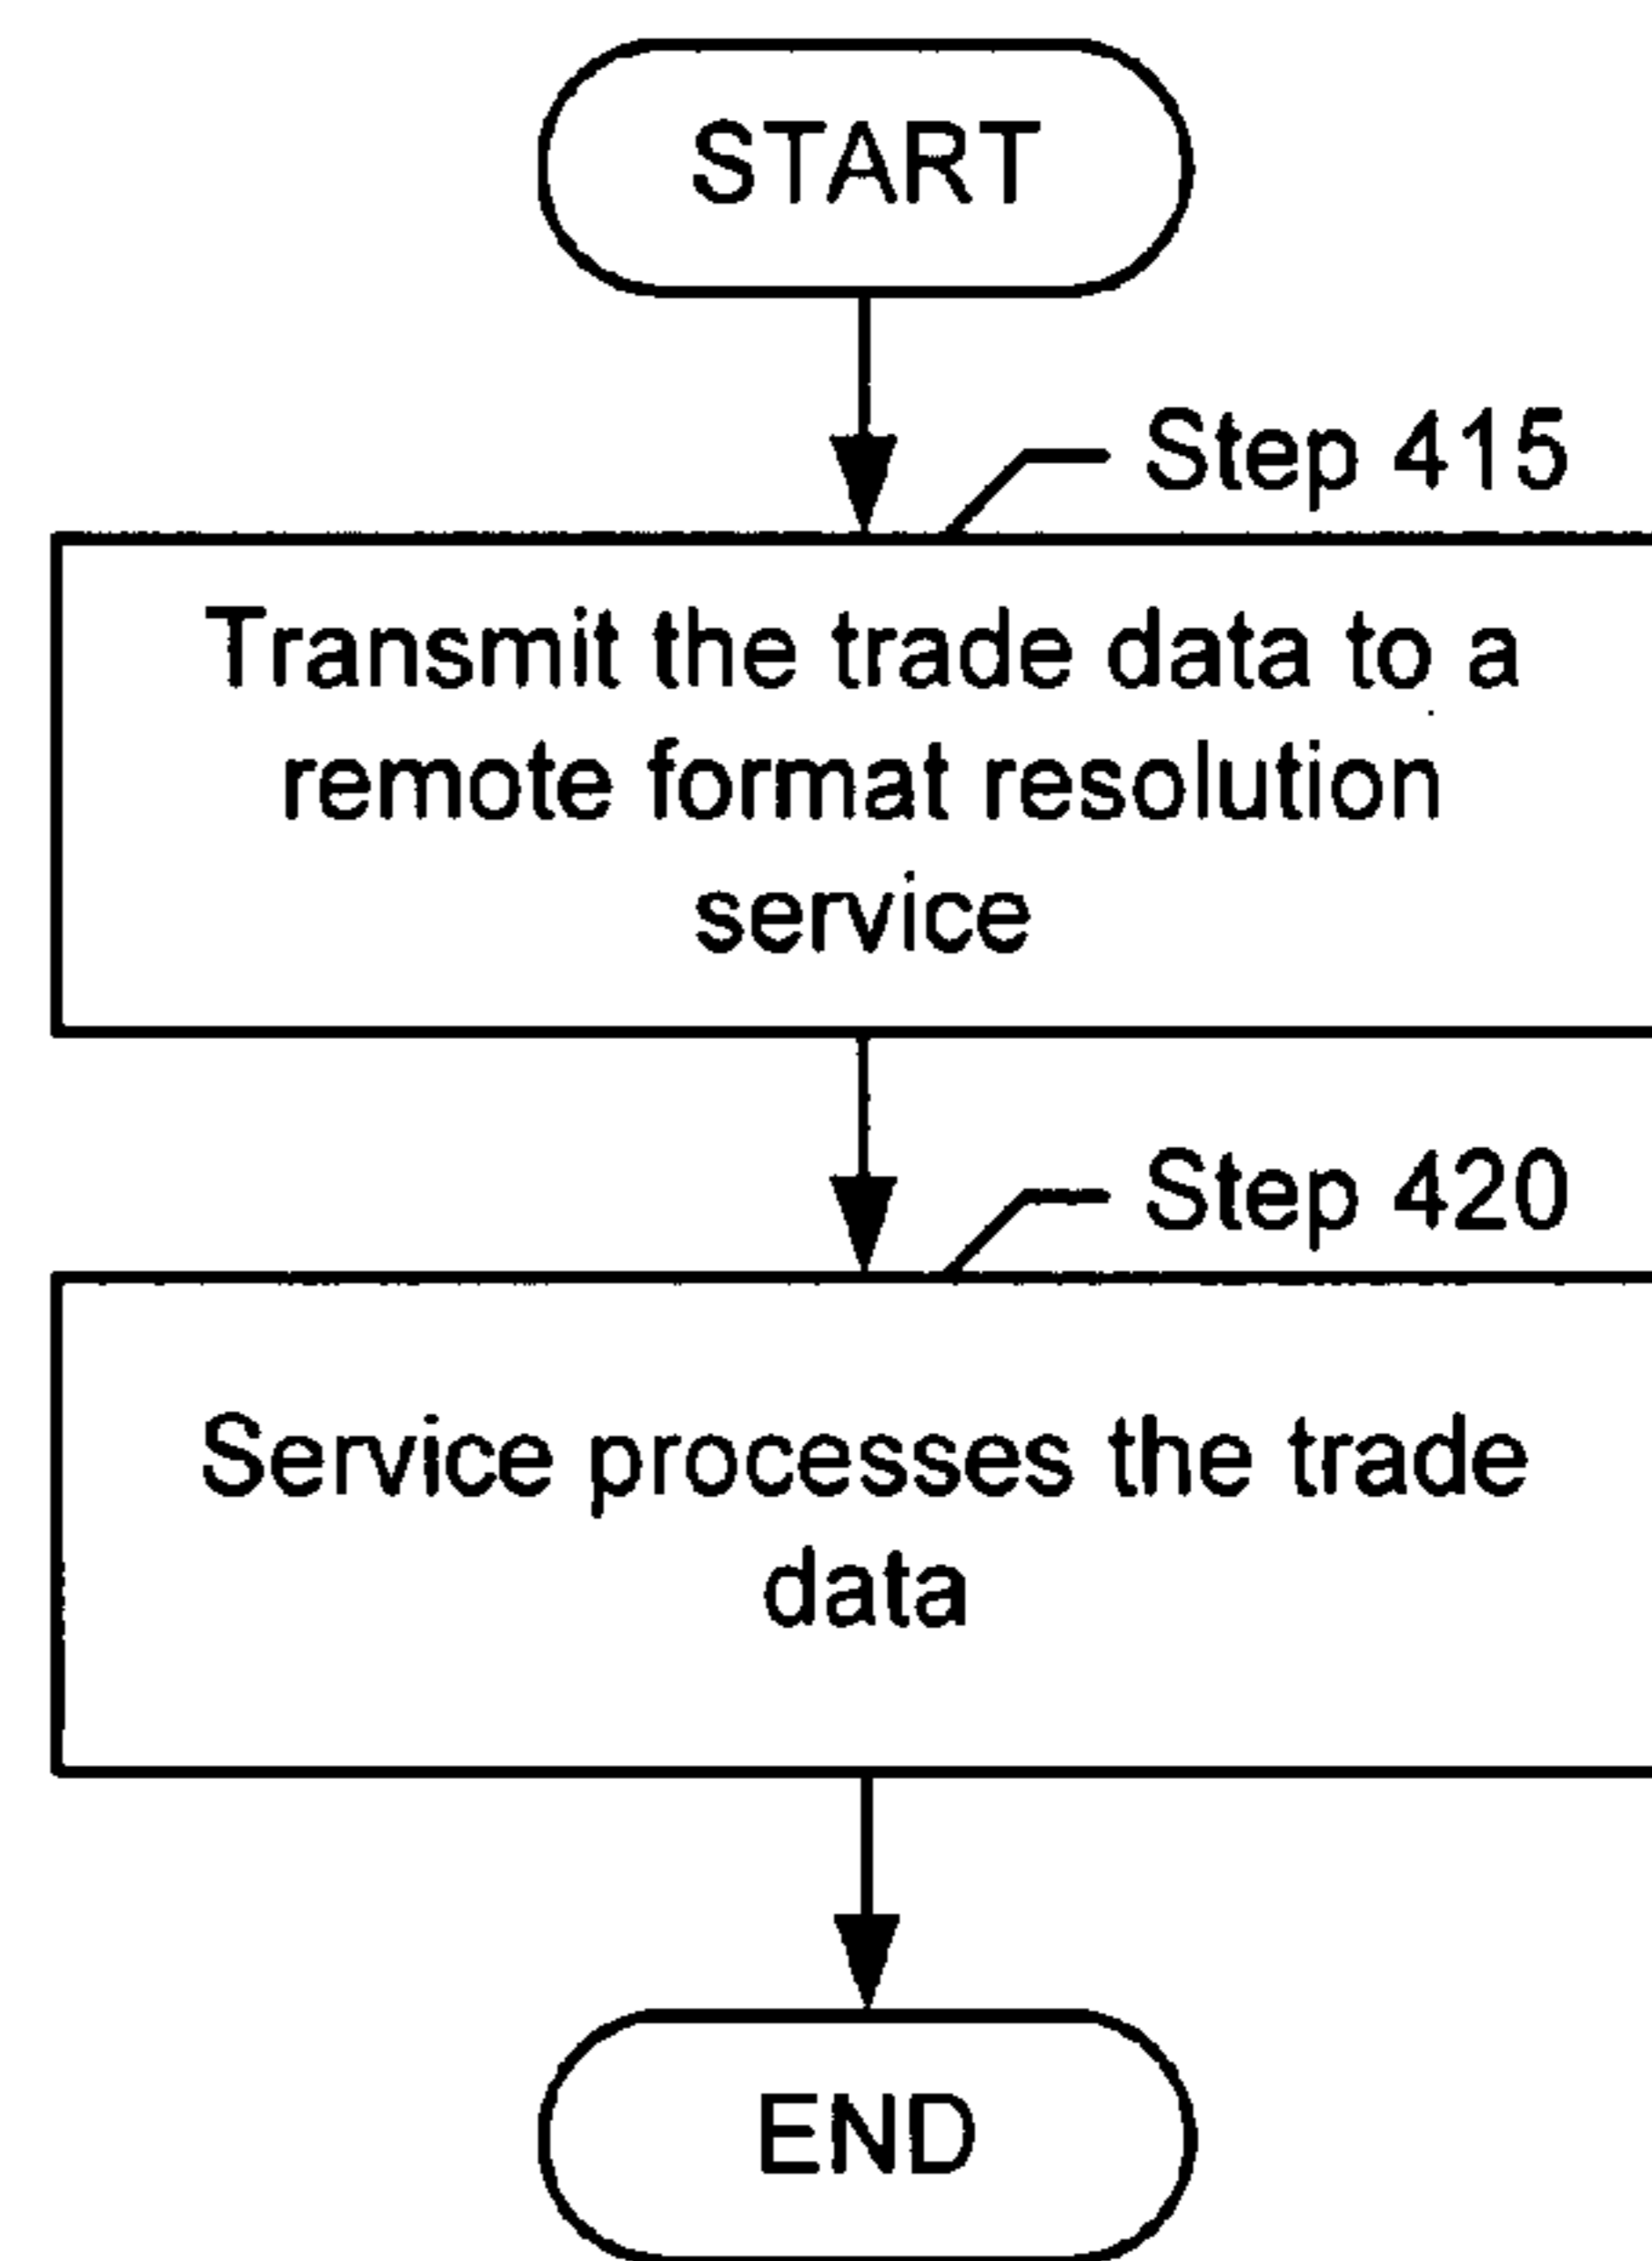 START
Step 415
Transmit the trade data to a
remote format resolution
service
Step 420
Service processes the trade
data
END